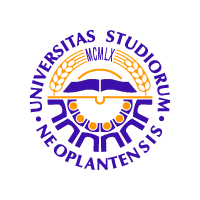 · UNIVERSITAS STUDIORUM ·
NEOPLANTENSIS
MCMLX